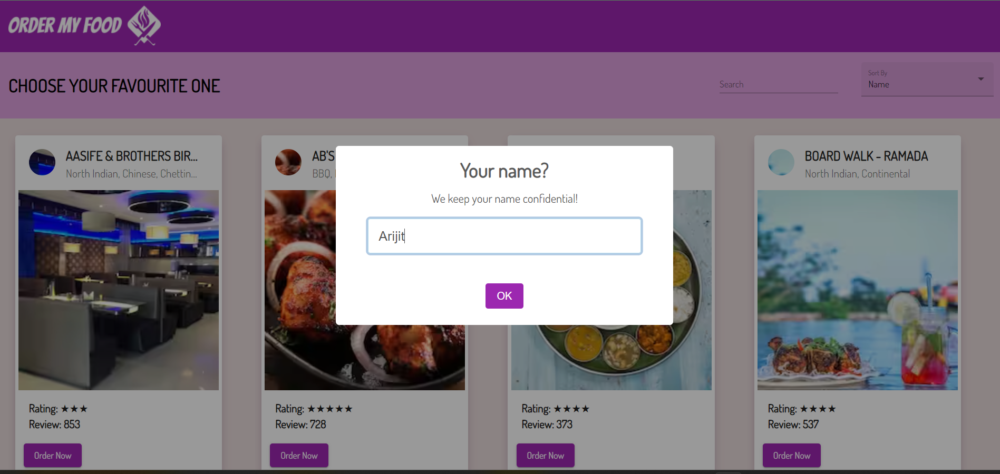 ORDER MY FOOD
CHOOSE YOUR FAVOURITE ONE
Search
Sort By
Name
AASIFE & BROTHERS BIR...
North Indian, Chinese, Chettin...
Rating: ★★★
Review: 853
Order Now
AB'S
BBQ,
Rating: ★★★★★
Review: 728
Order Now
Rating: ★★★★
Review: 373
Order Now
BOARD WALK - RAMADA
North Indian, Continental
Rating: ★★★★
Review: 537
Order Now
Your name?
We keep your name confidential!
Arijit
OK